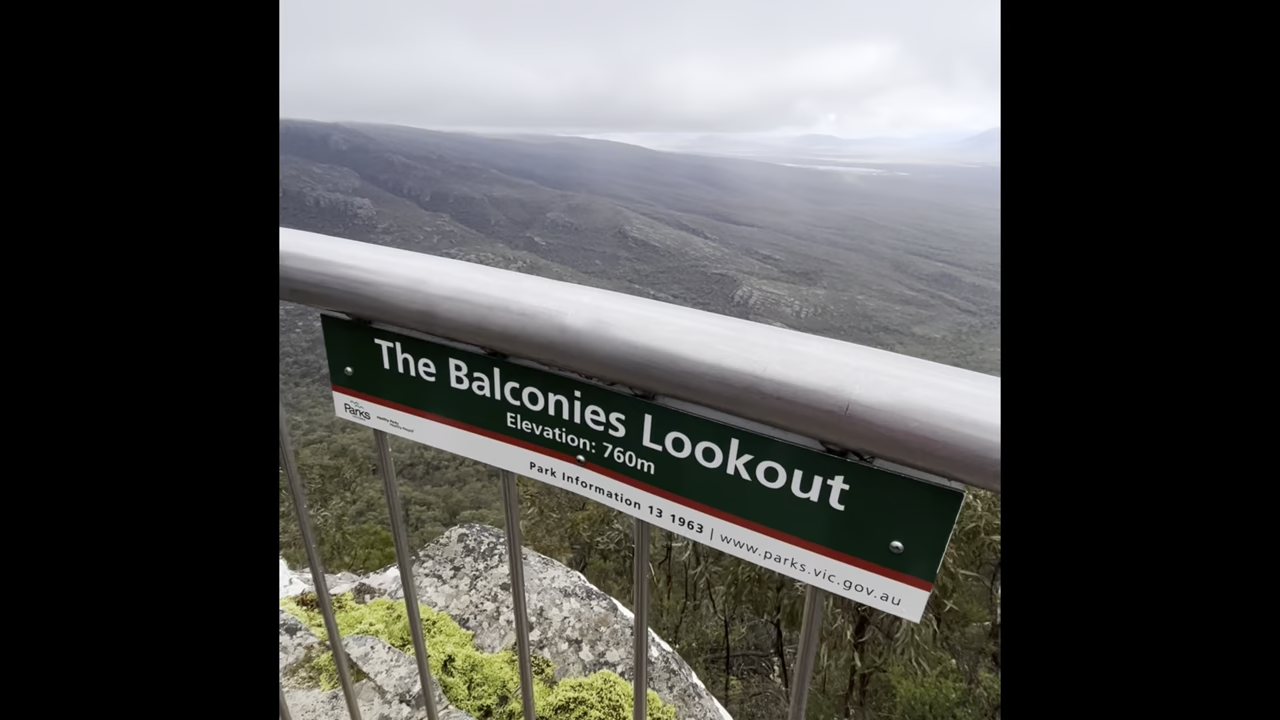 The Balconies Lookout
Elevation: 760m
Parks
Park Information 13 1963 | www.parks.vic.gov.au